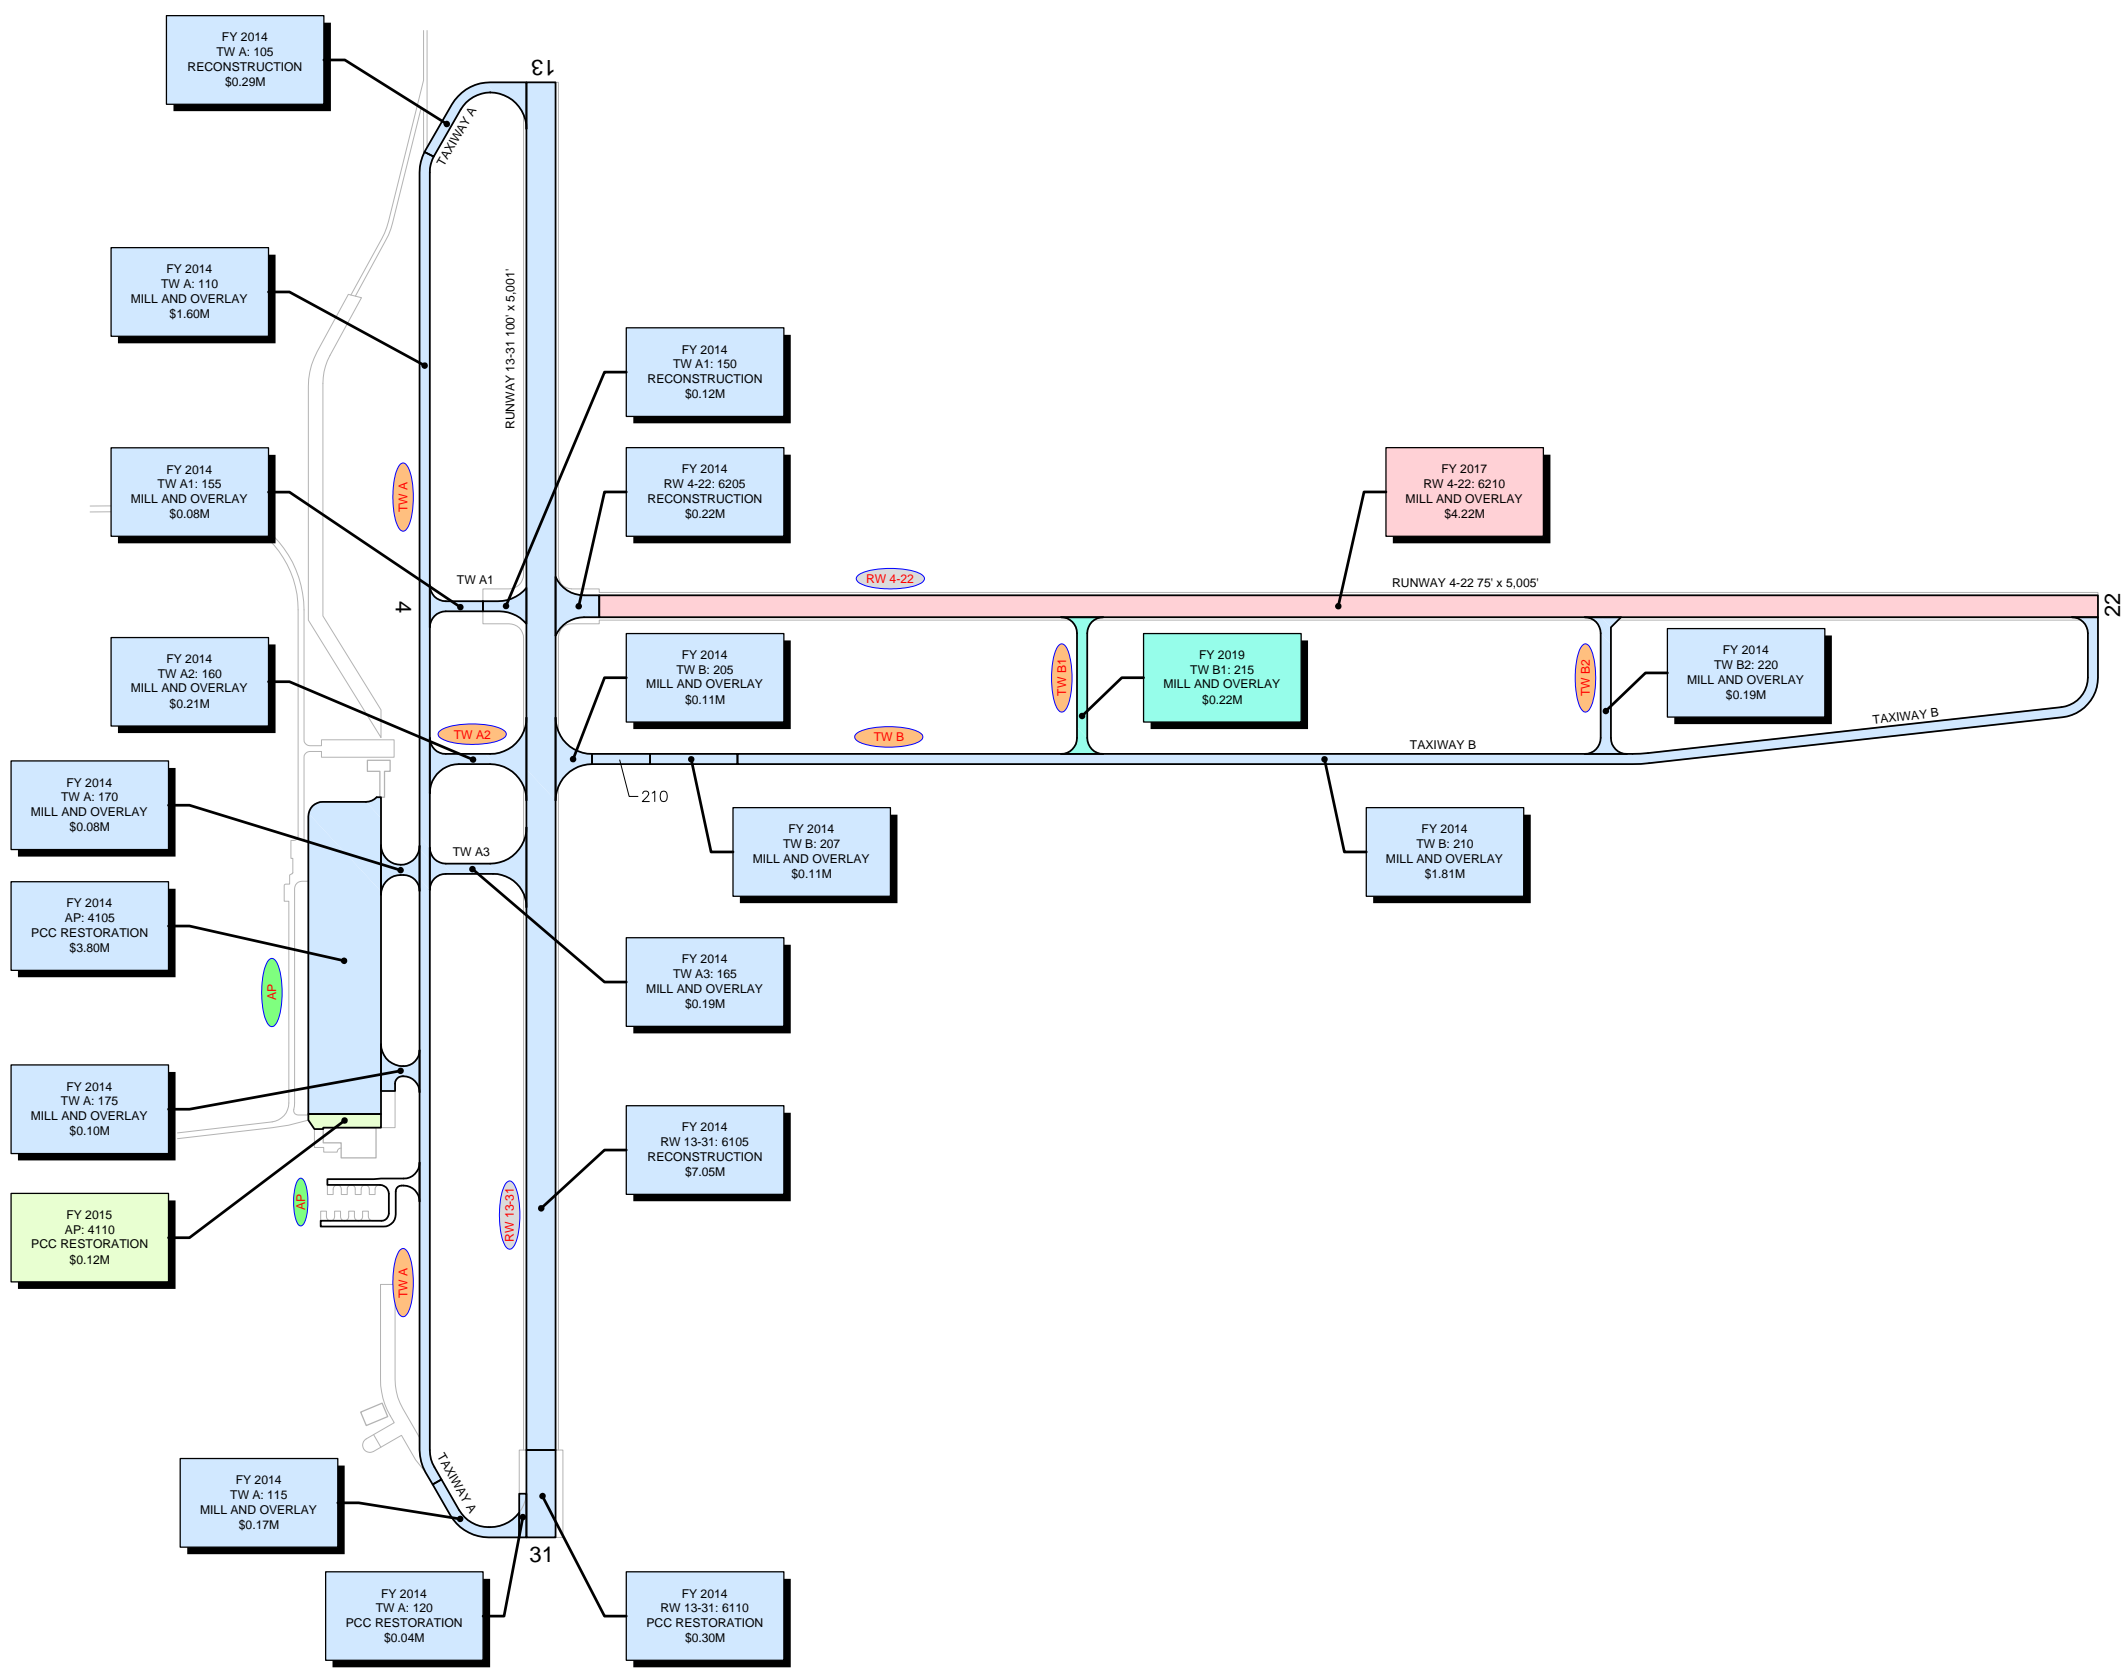 FY 2014
TW A: 105
RECONSTRUCTION
$0.29M
13
TAXIWAY A
FY 2014
TW A: 110
MILL AND OVERLAY
$1.60M
RUNWAY 13-31 100' x 5,001'
FY 2014
TW A1: 150
RECONSTRUCTION
$0.12M
FY 2014
TW A1: 155
MILL AND OVERLAY
$0.08M
TW A
FY 2014
RW 4-22: 6205
RECONSTRUCTION
$0.22M
FY 2017
RW 4-22: 6210
MILL AND OVERLAY
$4.22M
TW A1
RW 4-22
RUNWAY 4-22 75' x 5,005'
4
22
FY 2014
TW A2: 160
MILL AND OVERLAY
$0.21M
FY 2014
TW B: 205
MILL AND OVERLAY
$0.11M
TW B1
FY 2019
TW B1: 215
MILL AND OVERLAY
$0.22M
TW B2
FY 2014
TW B2: 220
MILL AND OVERLAY
$0.19M
TAXIWAY B
TW A2
TW B
TAXIWAY B
210
FY 2014
TW A: 170
MILL AND OVERLAY
$0.08M
FY 2014
TW B: 207
MILL AND OVERLAY
$0.11M
FY 2014
TW B: 210
MILL AND OVERLAY
$1.81M
TW A3
FY 2014
AP: 4105
PCC RESTORATION
$3.80M
AP
FY 2014
TW A3: 165
MILL AND OVERLAY
$0.19M
FY 2014
TW A: 175
MILL AND OVERLAY
$0.10M
FY 2014
RW 13-31: 6105
RECONSTRUCTION
$7.05M
FY 2015
AP: 4110
PCC RESTORATION
$0.12M
AP
RW 13-31
TW A
TAXIWAY A
FY 2014
TW A: 115
MILL AND OVERLAY
$0.17M
31
FY 2014
TW A: 120
PCC RESTORATION
$0.04M
FY 2014
RW 13-31: 6110
PCC RESTORATION
$0.30M